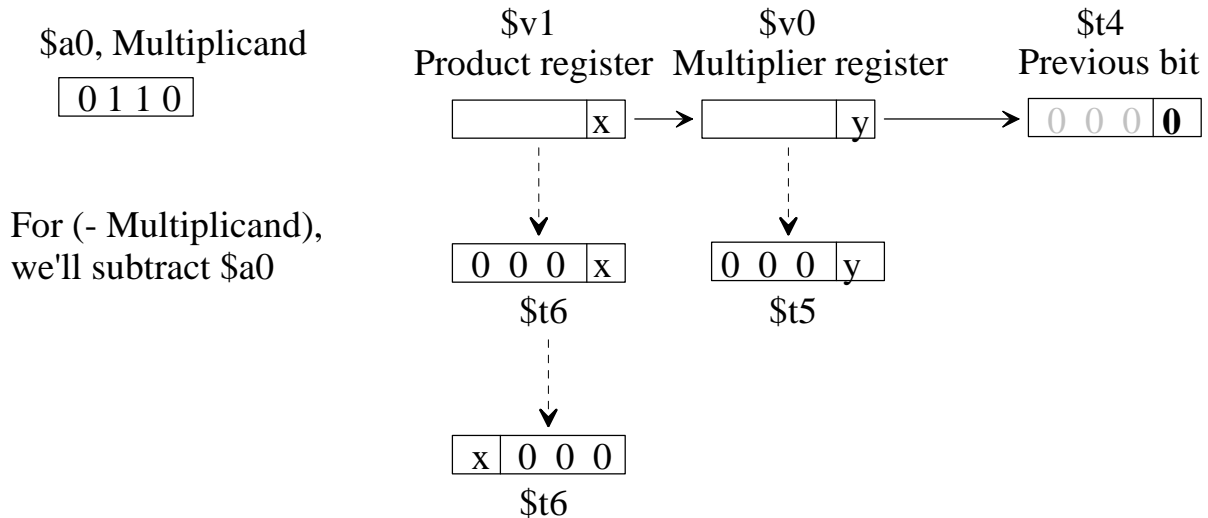 $a0, Multiplicand
0 1 1 0
$v1
Product register
x
$v0
Multiplier register
y
$t4
Previous bit
0 0 0 0
For (- Multiplicand),
we'll subtract $a0
0 0 0 x
$t6
0 0 0 y
$t5
x 0 0 0
$t6